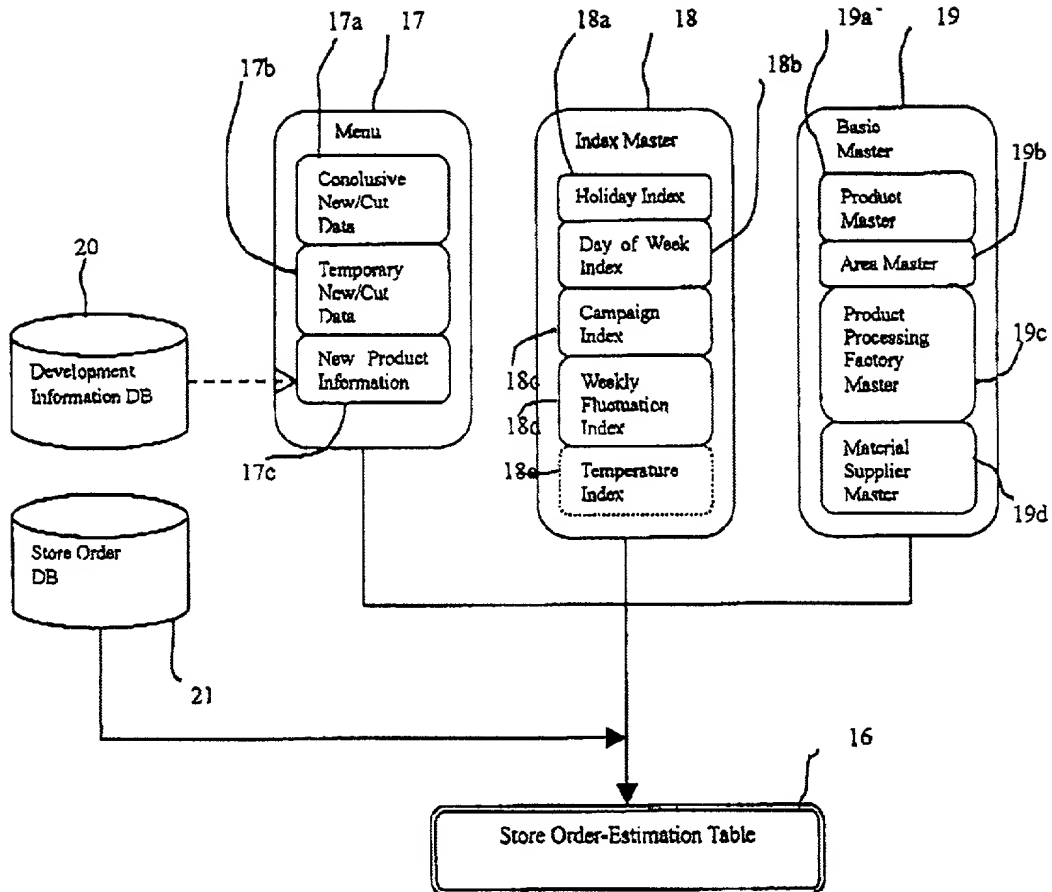 17a
17
18a
18
19a
19
17b
18b
19b
Menu
Conclusive
New/Cut
Data
Temporary
New/Cut
Data
New Product
Information
17c
Index Master
Holiday Index
Day of Week
Index
Campaign
Index
18c
Weekly
Fluctuation
Index
18d
Temperature
Index
18e
Basic
Master
Product
Master
Area Master
Product
Processing
Factory
Master
19c
Material
Supplier
Master
19d
20
Development
Information DB
Store Order
DB
21
16
Store Order-Estimation Table